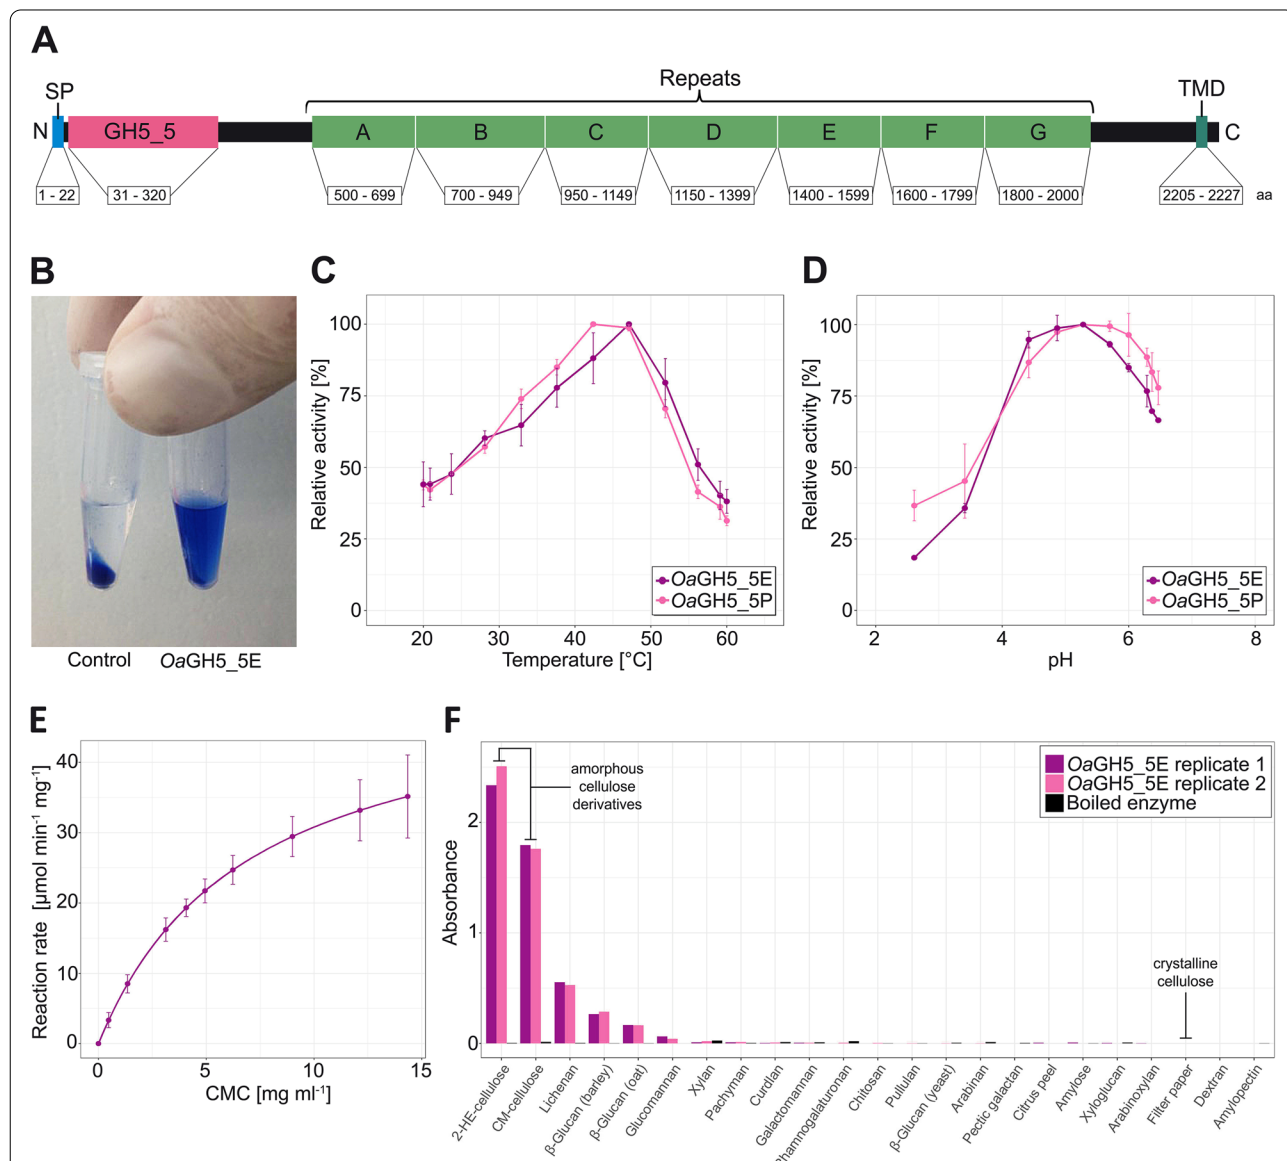 A
Repeats
SP
TMD
N
GH5_5
A
B
C
D
E
F
G
C
1 - 22
31 - 320
500 - 699
700 - 949
950 - 1149
1150 - 1399
1400 - 1599
1600 - 1799
1800 - 2000
2205 - 2227
aa
B
Control
OaGH5_5E
C
Relative activity [%]
100
75
50
25
0
OaGH5_5E
OaGH5_5P
20
30
40
50
60
Temperature [°C]
D
Relative activity [%]
100
75
50
25
0
OaGH5_5E
OaGH5_5P
2
4
6
8
pH
E
Reaction rate [µmol min⁻¹ mg⁻¹]
40
30
20
10
0
0
5
10
15
CMC [mg ml⁻¹]
F
Absorbance
2
1
0
amorphous
cellulose
derivatives
OaGH5_5E replicate 1
OaGH5_5E replicate 2
Boiled enzyme
crystalline
cellulose
2-HE-cellulose
CM-cellulose
Lichenan
β-Glucan (barley)
β-Glucan (oat)
Glucomannan
Xylan
Pachyman
Curdlan
Galactomannan
Rhamnogalaturonan
Chitosan
Pullulan
β-Glucan (yeast)
Arabinan
Pectic galactan
Citrus peel
Amylose
Xyloglucan
Arabinoxylan
Filter paper
Dextran
Amylopectin